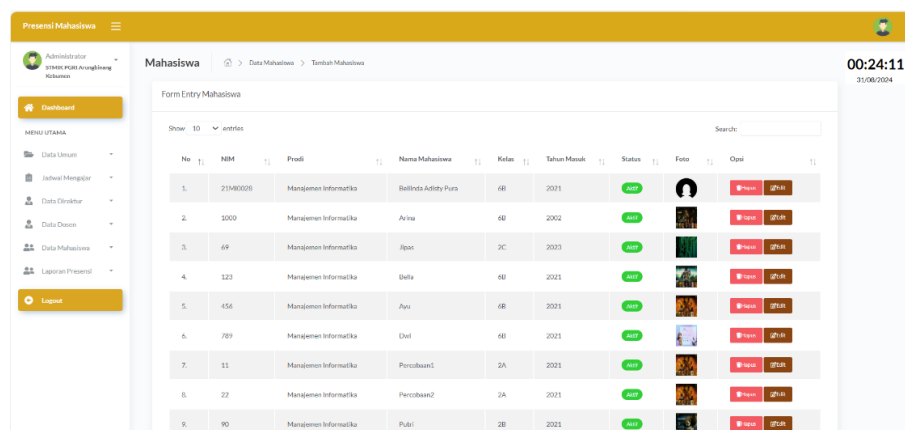 Presensi Mahasiswa
Administrator
STMIK PGRI Arungbinang
Kebumen
Mahasiswa > Data Mahasiswa > Tambah Mahasiswa
00:24:11
31/08/2024
Dashboard
MENU UTAMA
Data Umum
Jadwal Mengajar
Data Direktur
Data Dosen
Data Mahasiswa
Laporan Presensi
Logout
Form Entry Mahasiswa
Show 10 entries Search:
No NIM Prodi Nama Mahasiswa Kelas Tahun Masuk Status Foto Opsi
1. 21MI0028 Manajemen Informatika Bellinda Adisty Pura 6B 2021 Aktif Hapus Edit
2. 1000 Manajemen Informatika Arina 6B 2002 Aktif Hapus Edit
3. 69 Manajemen Informatika Jipas 2C 2023 Aktif Hapus Edit
4. 123 Manajemen Informatika Bella 6B 2021 Aktif Hapus Edit
5. 456 Manajemen Informatika Ayu 6B 2021 Aktif Hapus Edit
6. 789 Manajemen Informatika Dwi 6B 2021 Aktif Hapus Edit
7. 11 Manajemen Informatika Percobaan1 2A 2021 Aktif Hapus Edit
8. 22 Manajemen Informatika Percobaan2 2A 2021 Aktif Hapus Edit
9. 90 Manajemen Informatika Putri 2B 2021 Aktif Hapus Edit